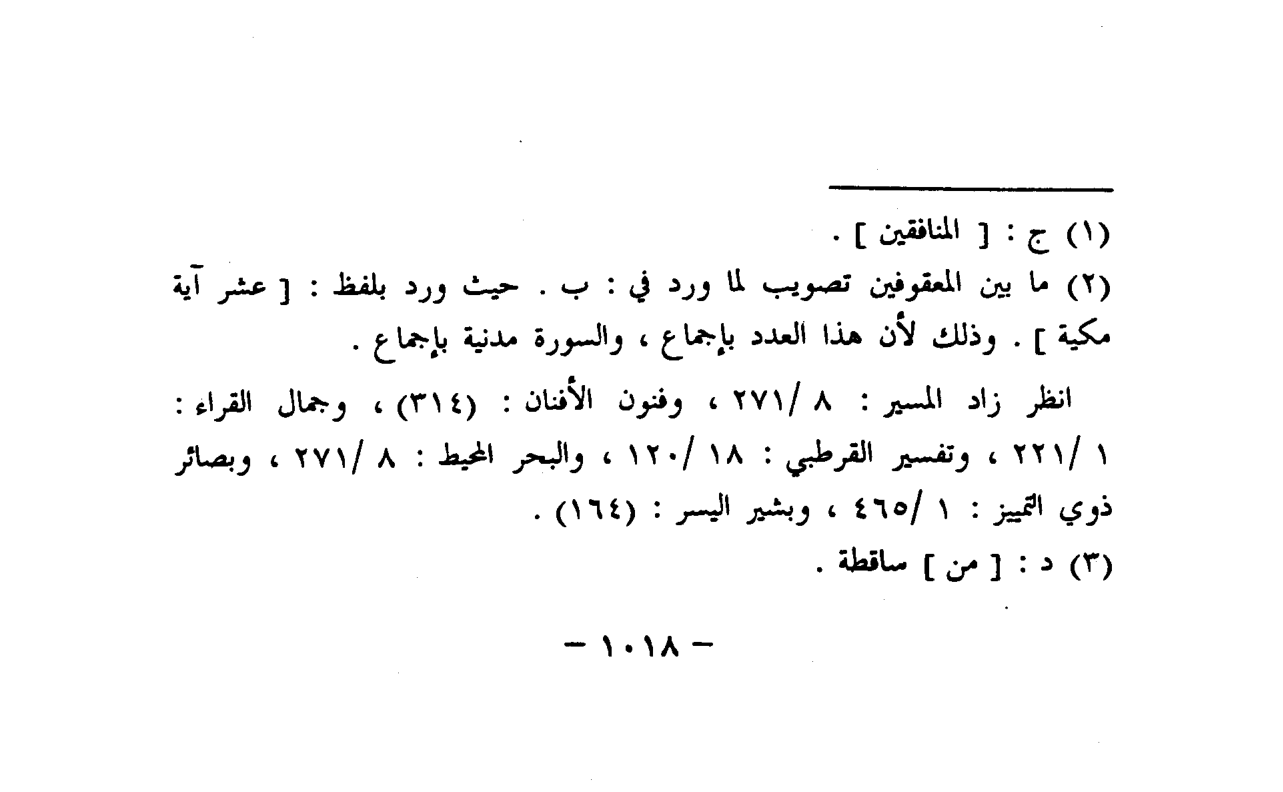 (١) ج : [ المنافقين ] .
(٢) ما بين المعقوفين تصويب لما ورد في : ب . حيث ورد بلفظ : [ عشر آية
مكية ] . وذلك لأن هذا العدد بإجماع ، والسورة مدنية بإجماع .
انظر زاد المسير : ٨ /٢٧١ ، وفنون الأفنان : (٣١٤) ، وجمال القراء :
١ /٢٢١ ، وتفسير القرطبي : ١٨ /١٢٠ ، والبحر المحيط : ٨ /٢٧١ ، وبصائر
ذوي التمييز : ١ /٤٦٥ ، وبشير اليسر : (١٦٤) .
(٣) د : [ من ] ساقطة .
– ١٠١٨ –